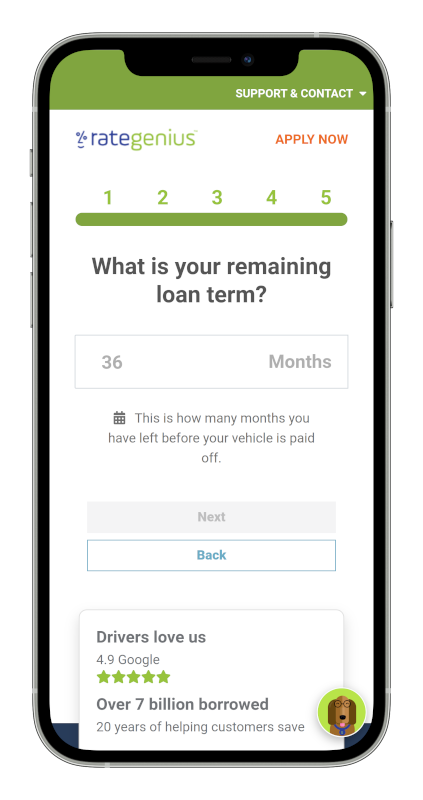 SUPPORT & CONTACT
rategenius
APPLY NOW
1 2 3 4 5
What is your remaining
loan term?
36 Months
This is how many months you
have left before your vehicle is paid
off.
Next
Back
Drivers love us
4.9 Google
Over 7 billion borrowed
20 years of helping customers save